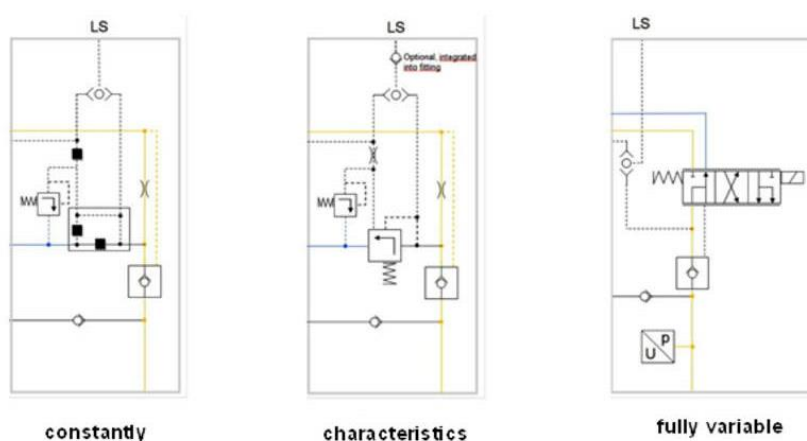 LS
LS
LS
Optional, integrated
into fitting
p
U
constantly
characteristics
fully variable